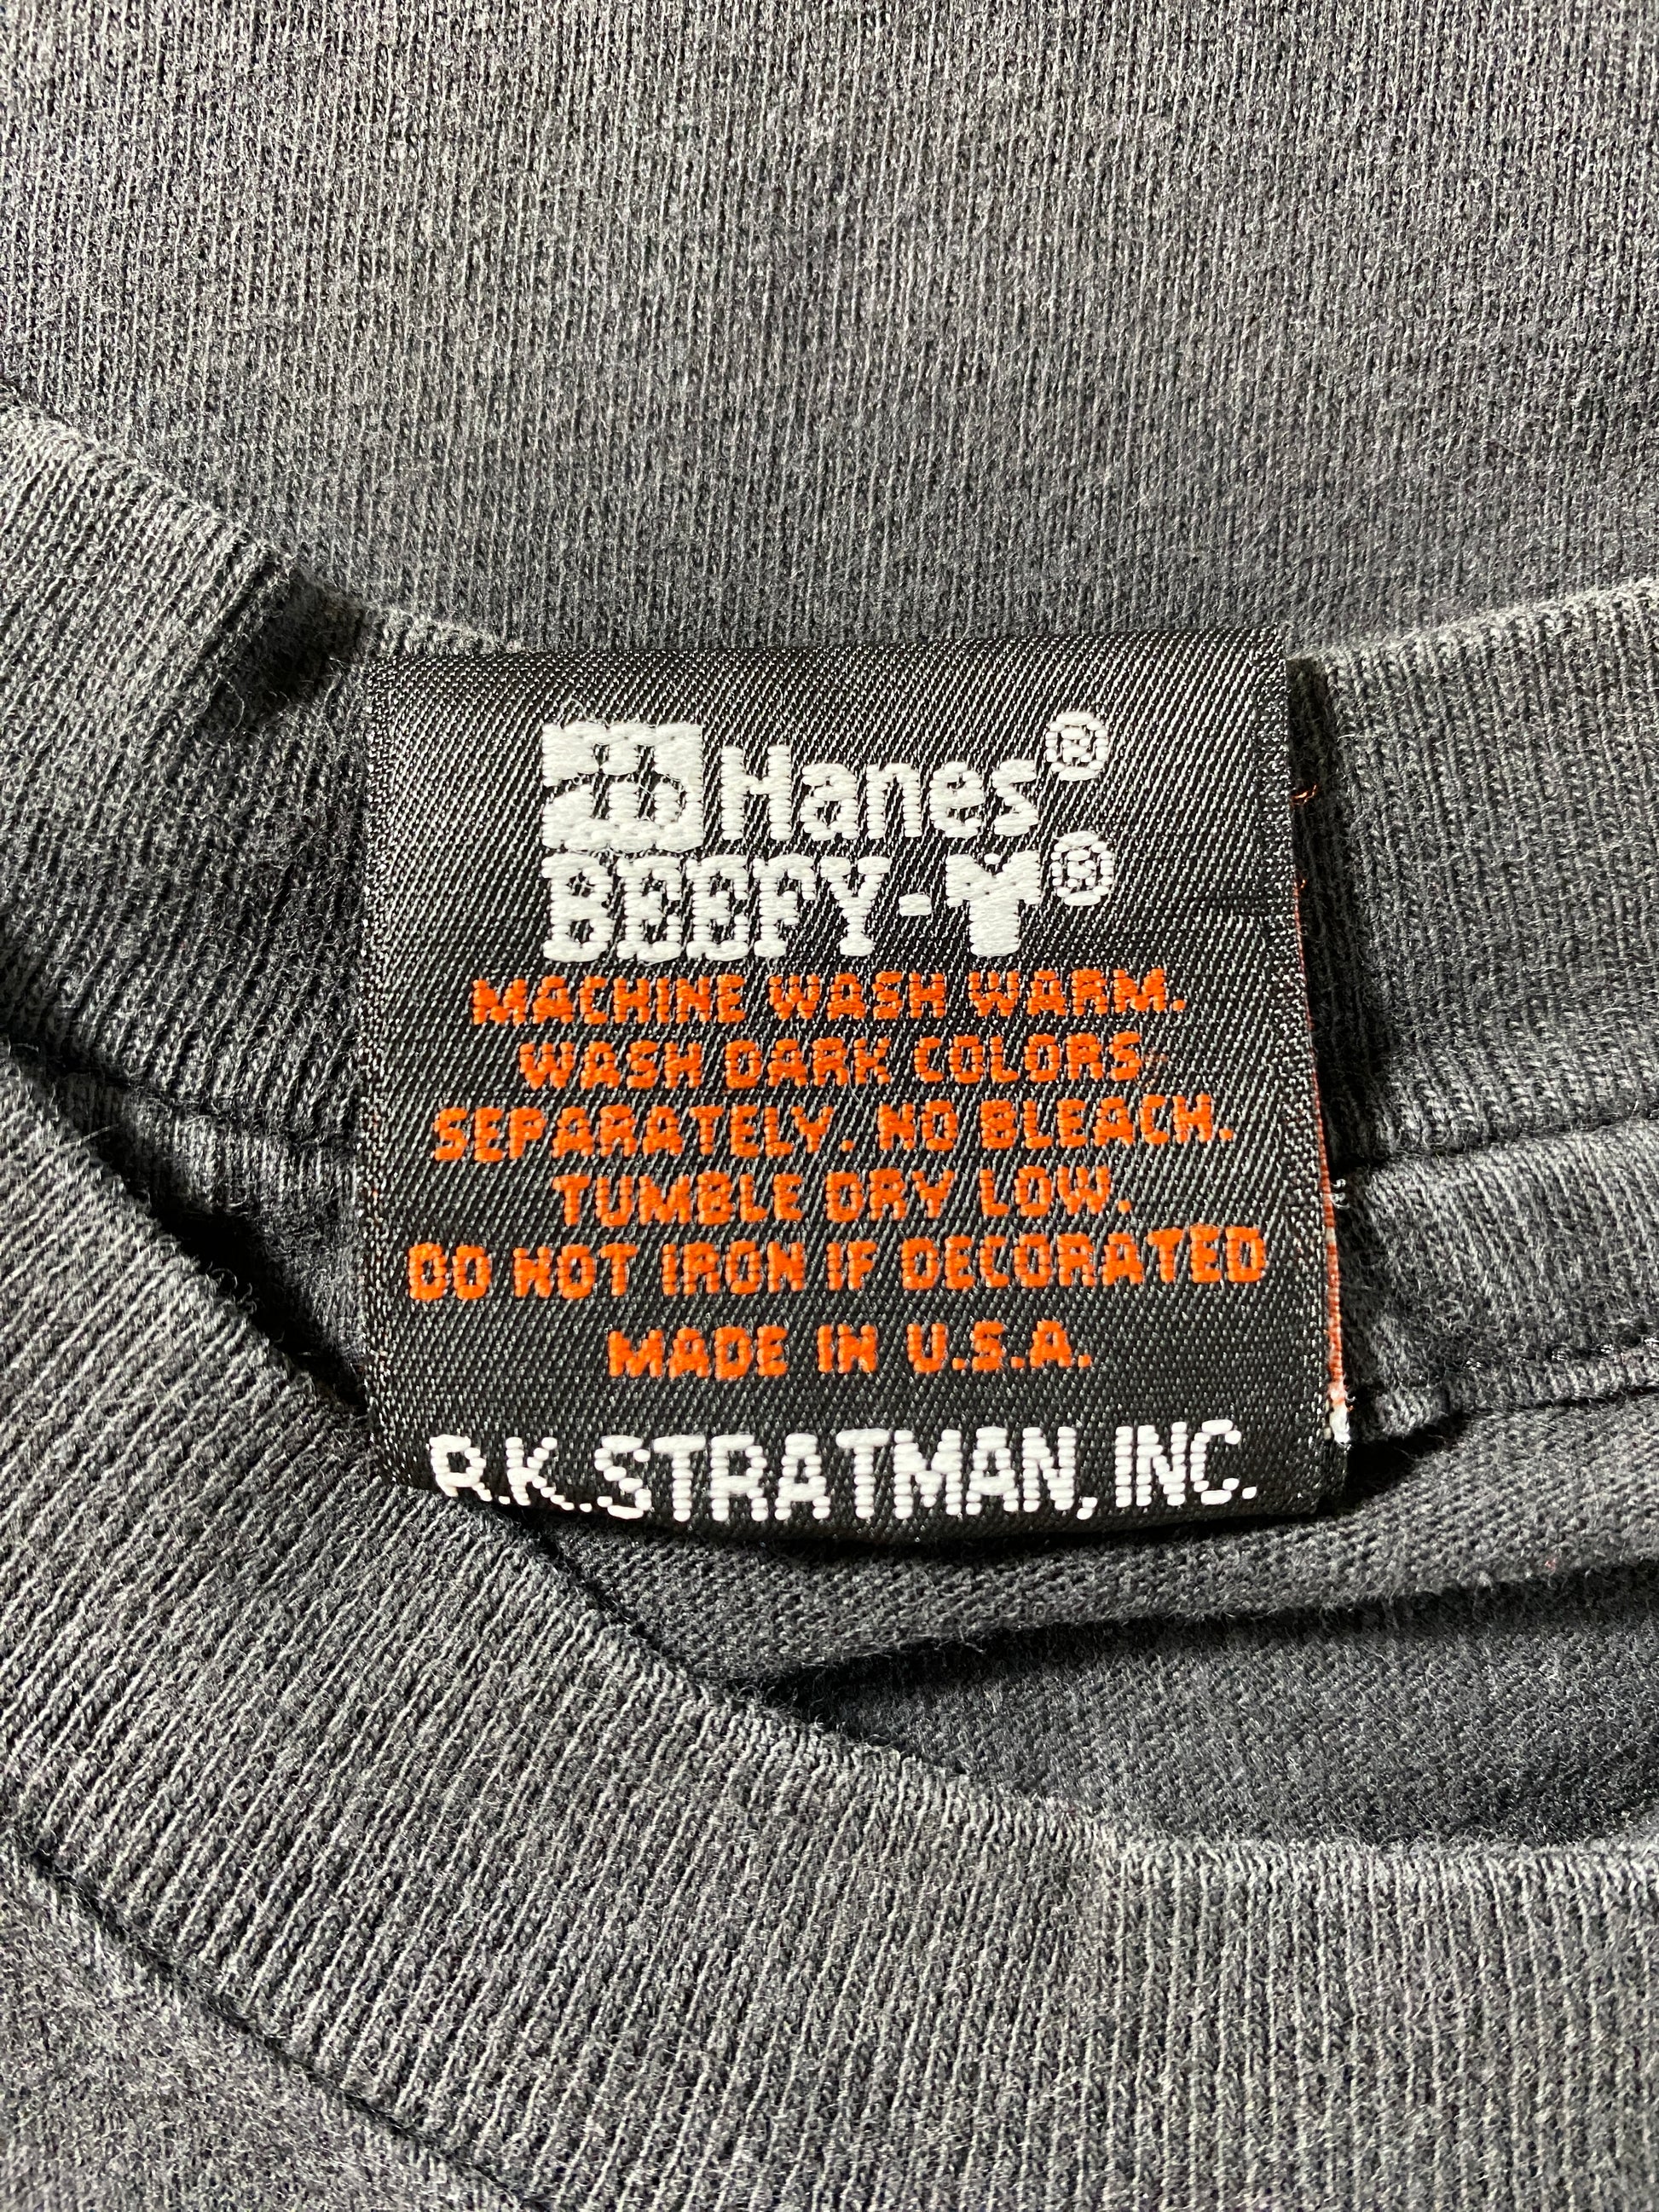 Hanes®
BEEFY-T®
MACHINE WASH WARM.
WASH DARK COLORS
SEPARATELY. NO BLEACH.
TUMBLE DRY LOW.
DO NOT IRON IF DECORATED
MADE IN U.S.A.
R.K. STRATMAN, INC.